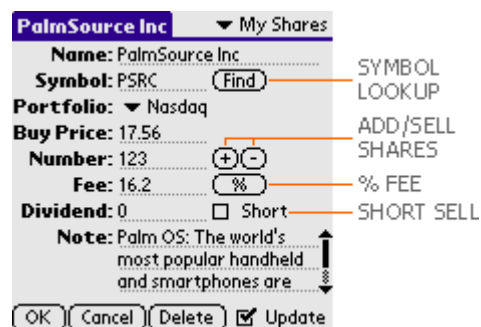 PalmSource Inc ▼ My Shares
Name: PalmSource Inc
Symbol: PSRC (Find)
SYMBOL
LOOKUP
Portfolio: ▼ Nasdaq
Buy Price: 17.56
Number: 123 + -
ADD/SELL
SHARES
Fee: 16.2 %
% FEE
Dividend: 0 Short
SHORT SELL
Note: Palm OS: The world's
most popular handheld
and smartphones are
OK Cancel Delete Update